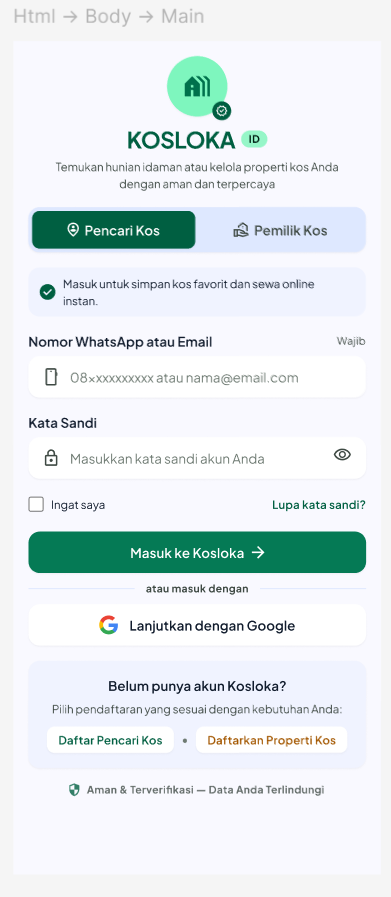 Html → Body → Main
KOSLOKA ID
Temukan hunian idaman atau kelola properti kos Anda
dengan aman dan terpercaya
Pencari Kos
Pemilik Kos
Masuk untuk simpan kos favorit dan sewa online
instan.
Nomor WhatsApp atau Email Wajib
08xxxxxxxxxx atau nama@email.com
Kata Sandi
Masukkan kata sandi akun Anda
Ingat saya Lupa kata sandi?
Masuk ke Kosloka →
atau masuk dengan
Lanjutkan dengan Google
Belum punya akun Kosloka?
Pilih pendaftaran yang sesuai dengan kebutuhan Anda:
Daftar Pencari Kos • Daftarkan Properti Kos
Aman & Terverifikasi — Data Anda Terlindungi